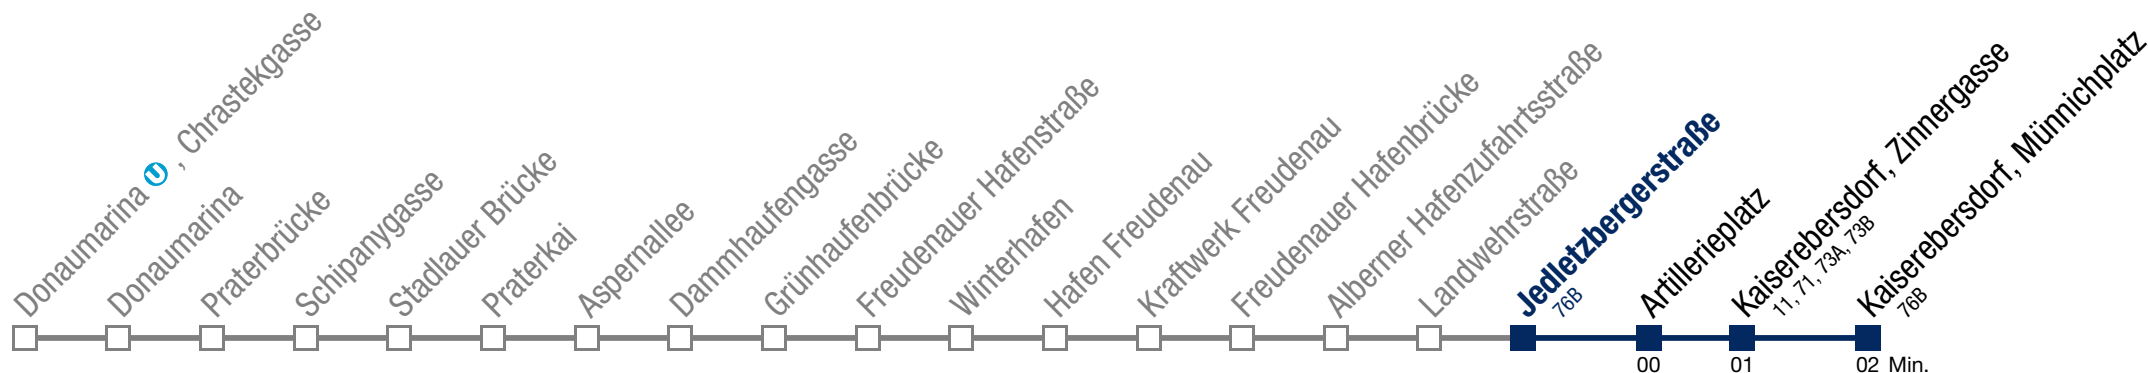 Donaumarina U, Chrastekgasse
Donaumarina
Praterbrücke
Schipanygasse
Stadlauer Brücke
Praterkai
Aspernallee
Dammhaufengasse
Grünhaufenbrücke
Freudenauer Hafenstraße
Winterhafen
Hafen Freudenau
Kraftwerk Freudenau
Freudenauer Hafenbrücke
Alberner Hafenzufahrtsstraße
Landwehrstraße
Jedletzbergerstraße
76B
Artillerieplatz
Kaiserebersdorf, Zinnergasse
11, 71, 73A, 73B
Kaiserebersdorf, Münnichplatz
76B
00 01 02 Min.